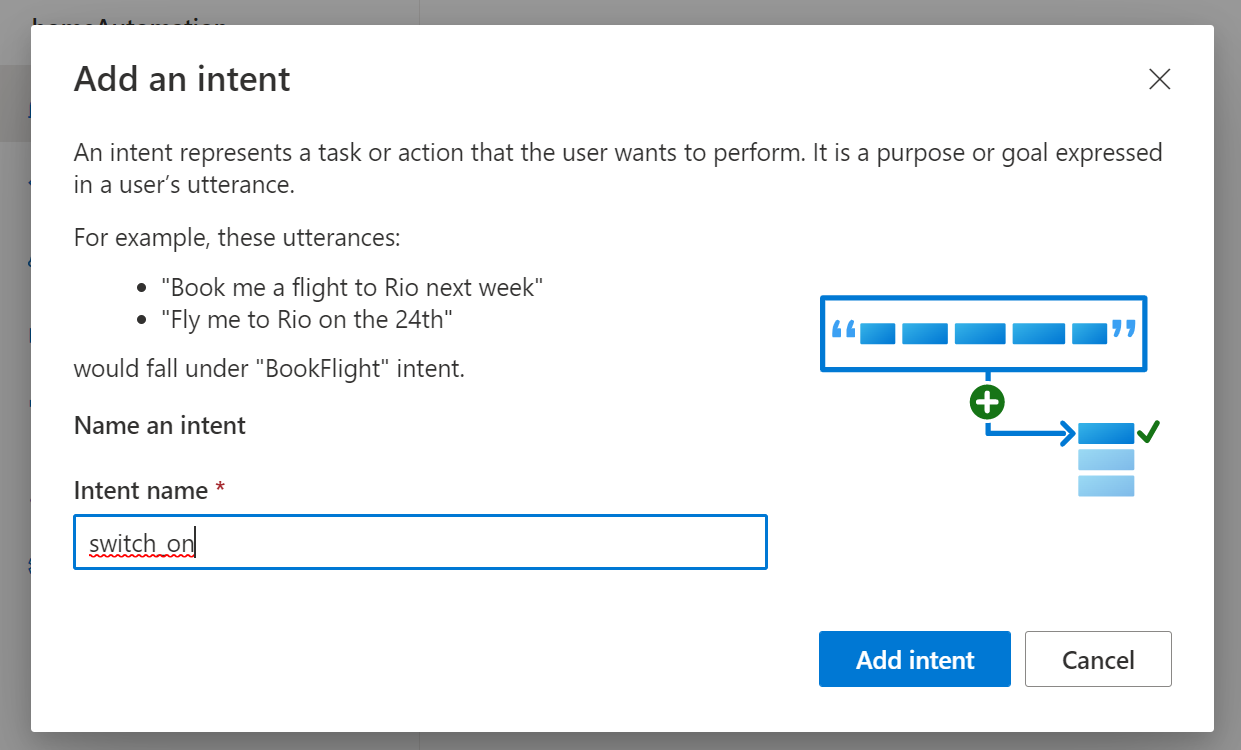 homeAutomation
Add an intent
An intent represents a task or action that the user wants to perform. It is a purpose or goal expressed
in a user’s utterance.
For example, these utterances:
• "Book me a flight to Rio next week"
• "Fly me to Rio on the 24th"
would fall under "BookFlight" intent.
Name an intent
Intent name *
switch_on
Add intent
Cancel